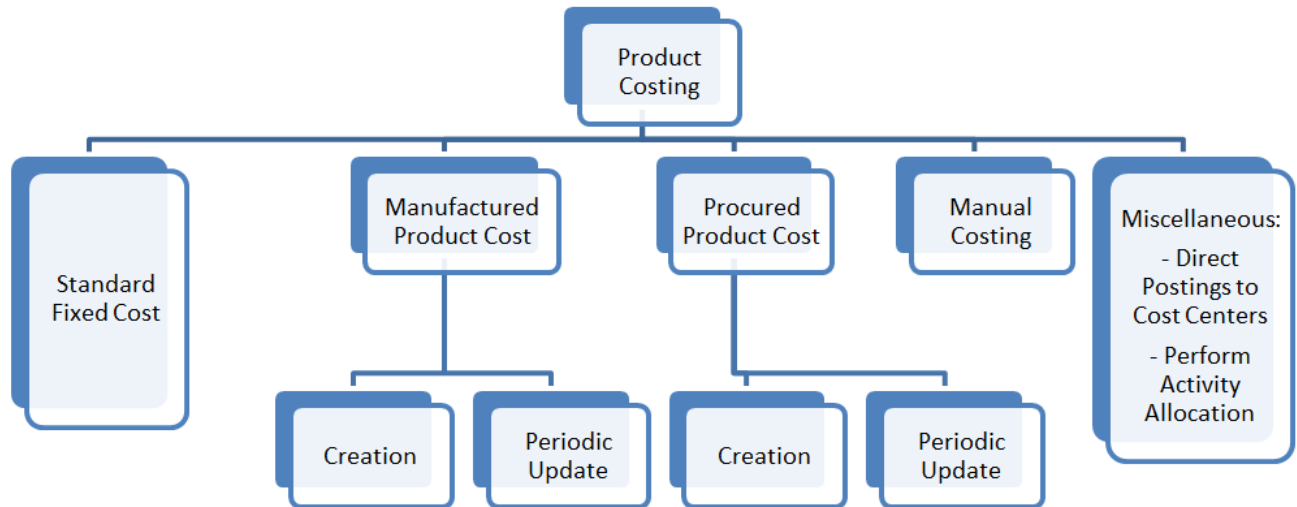 Product
Costing
Standard
Fixed Cost
Manufactured
Product Cost
Procured
Product Cost
Manual
Costing
Miscellaneous:
- Direct
Postings to
Cost Centers
- Perform
Activity
Allocation
Creation
Periodic
Update
Creation
Periodic
Update